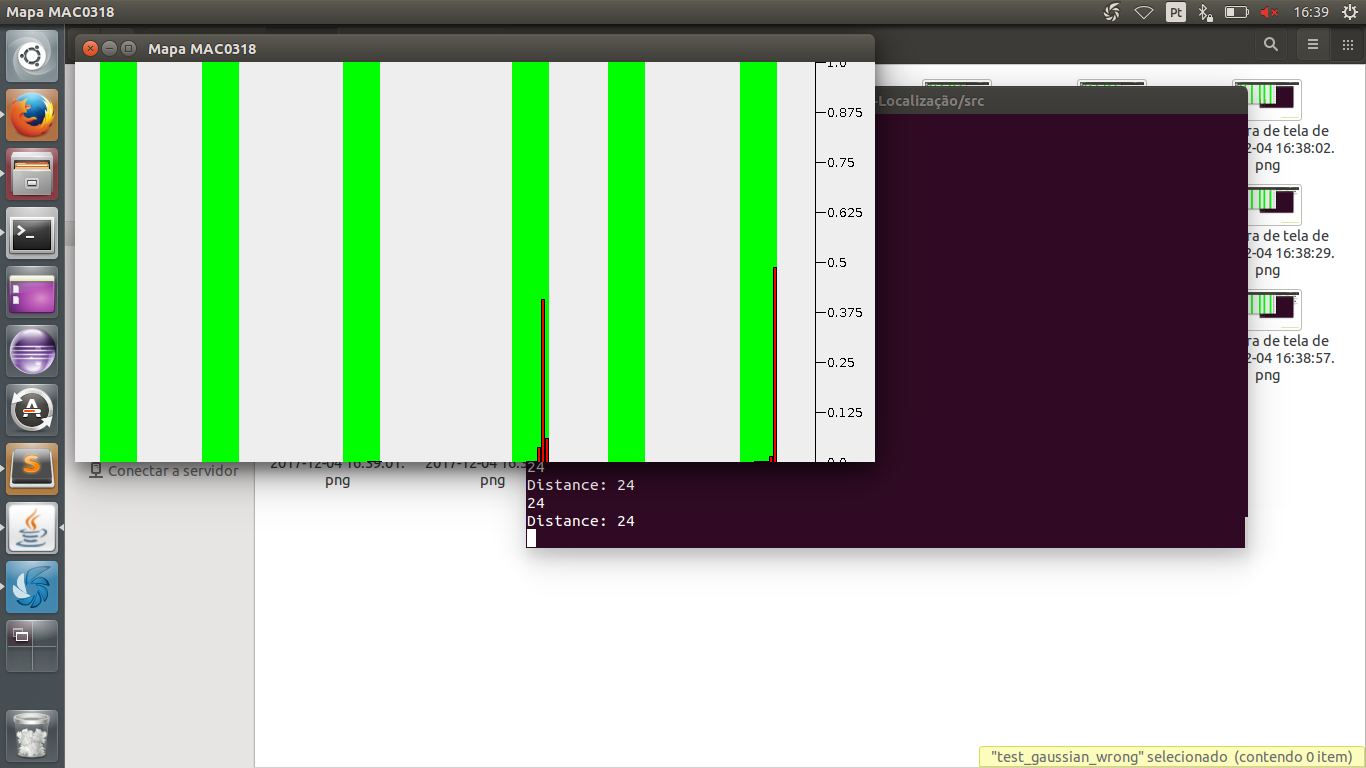 Mapa MAC0318
Pt
16:39
Mapa MAC0318
1.0
0.875
0.75
0.625
0.5
0.375
0.25
0.125
0.0
-Localização/src
ra de tela de
2-04 16:38:02.
png
ra de tela de
2-04 16:38:29.
png
ra de tela de
2-04 16:38:57.
png
Conectar a servidor
2017-12-04 16:39:01.
png
2017-12-04 16:3
png
24
Distance: 24
24
Distance: 24
"test_gaussian_wrong" selecionado (contendo 0 item)